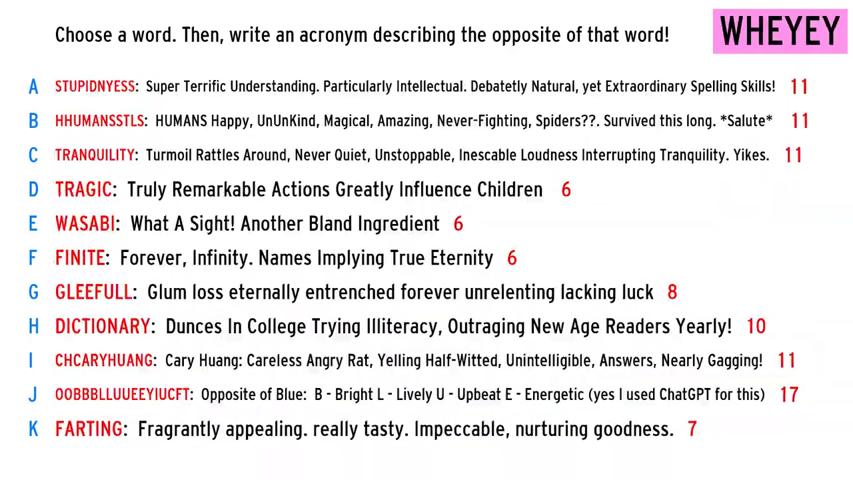 Choose a word. Then, write an acronym describing the opposite of that word!
WHEYEY
A STUPIDNYESS: Super Terrific Understanding. Particularly Intellectual. Debatetly Natural, yet Extraordinary Spelling Skills! 11
B HHUMANSSTLS: HUMANS Happy, UnUnKind, Magical, Amazing, Never-Fighting, Spiders??. Survived this long. *Salute* 11
C TRANQUILITY: Turmoil Rattles Around, Never Quiet, Unstoppable, Inescable Loudness Interrupting Tranquility. Yikes. 11
D TRAGIC: Truly Remarkable Actions Greatly Influence Children 6
E WASABI: What A Sight! Another Bland Ingredient 6
F FINITE: Forever, Infinity. Names Implying True Eternity 6
G GLEEFULL: Glum loss eternally entrenched forever unrelenting lacking luck 8
H DICTIONARY: Dunces In College Trying Illiteracy, Outraging New Age Readers Yearly! 10
I CHCARYHUANG: Cary Huang: Careless Angry Rat, Yelling Half-Witted, Unintelligible, Answers, Nearly Gagging! 11
J OOBBBLLUUEEYIUCFT: Opposite of Blue: B - Bright L - Lively U - Upbeat E - Energetic (yes I used ChatGPT for this) 17
K FARTING: Fragrantly appealing. really tasty. Impeccable, nurturing goodness. 7